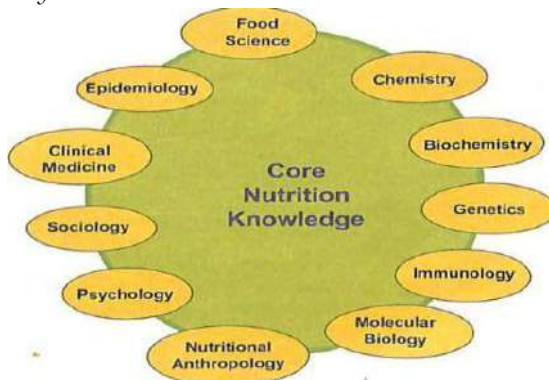 Food
Science
Chemistry
Biochemistry
Genetics
Immunology
Molecular
Biology
Nutritional
Anthropology
Psychology
Sociology
Clinical
Medicine
Epidemiology
Core
Nutrition
Knowledge